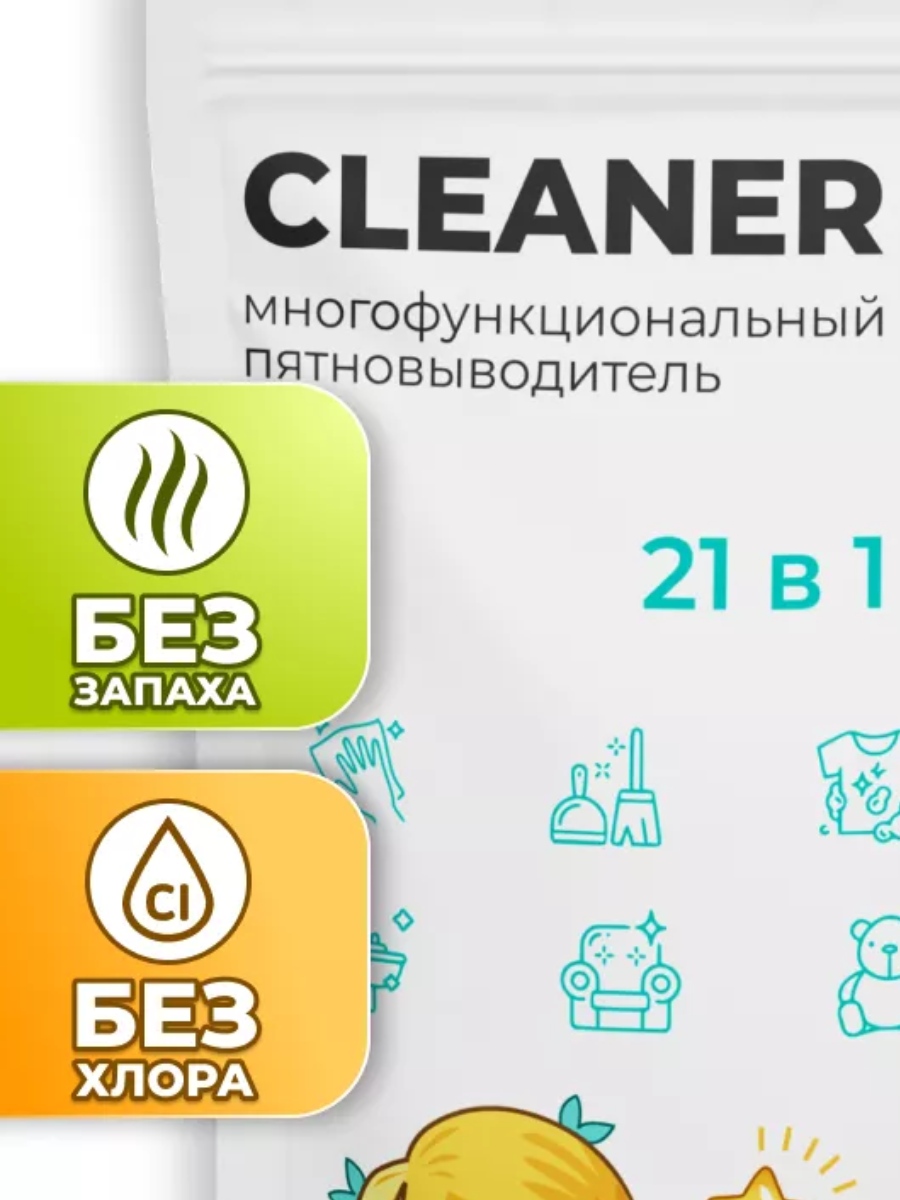 CLEANER
многофункциональный
пятновыводитель
21 в 1
БЕЗ
ЗАПАХА
Cl
БЕЗ
ХЛОРА